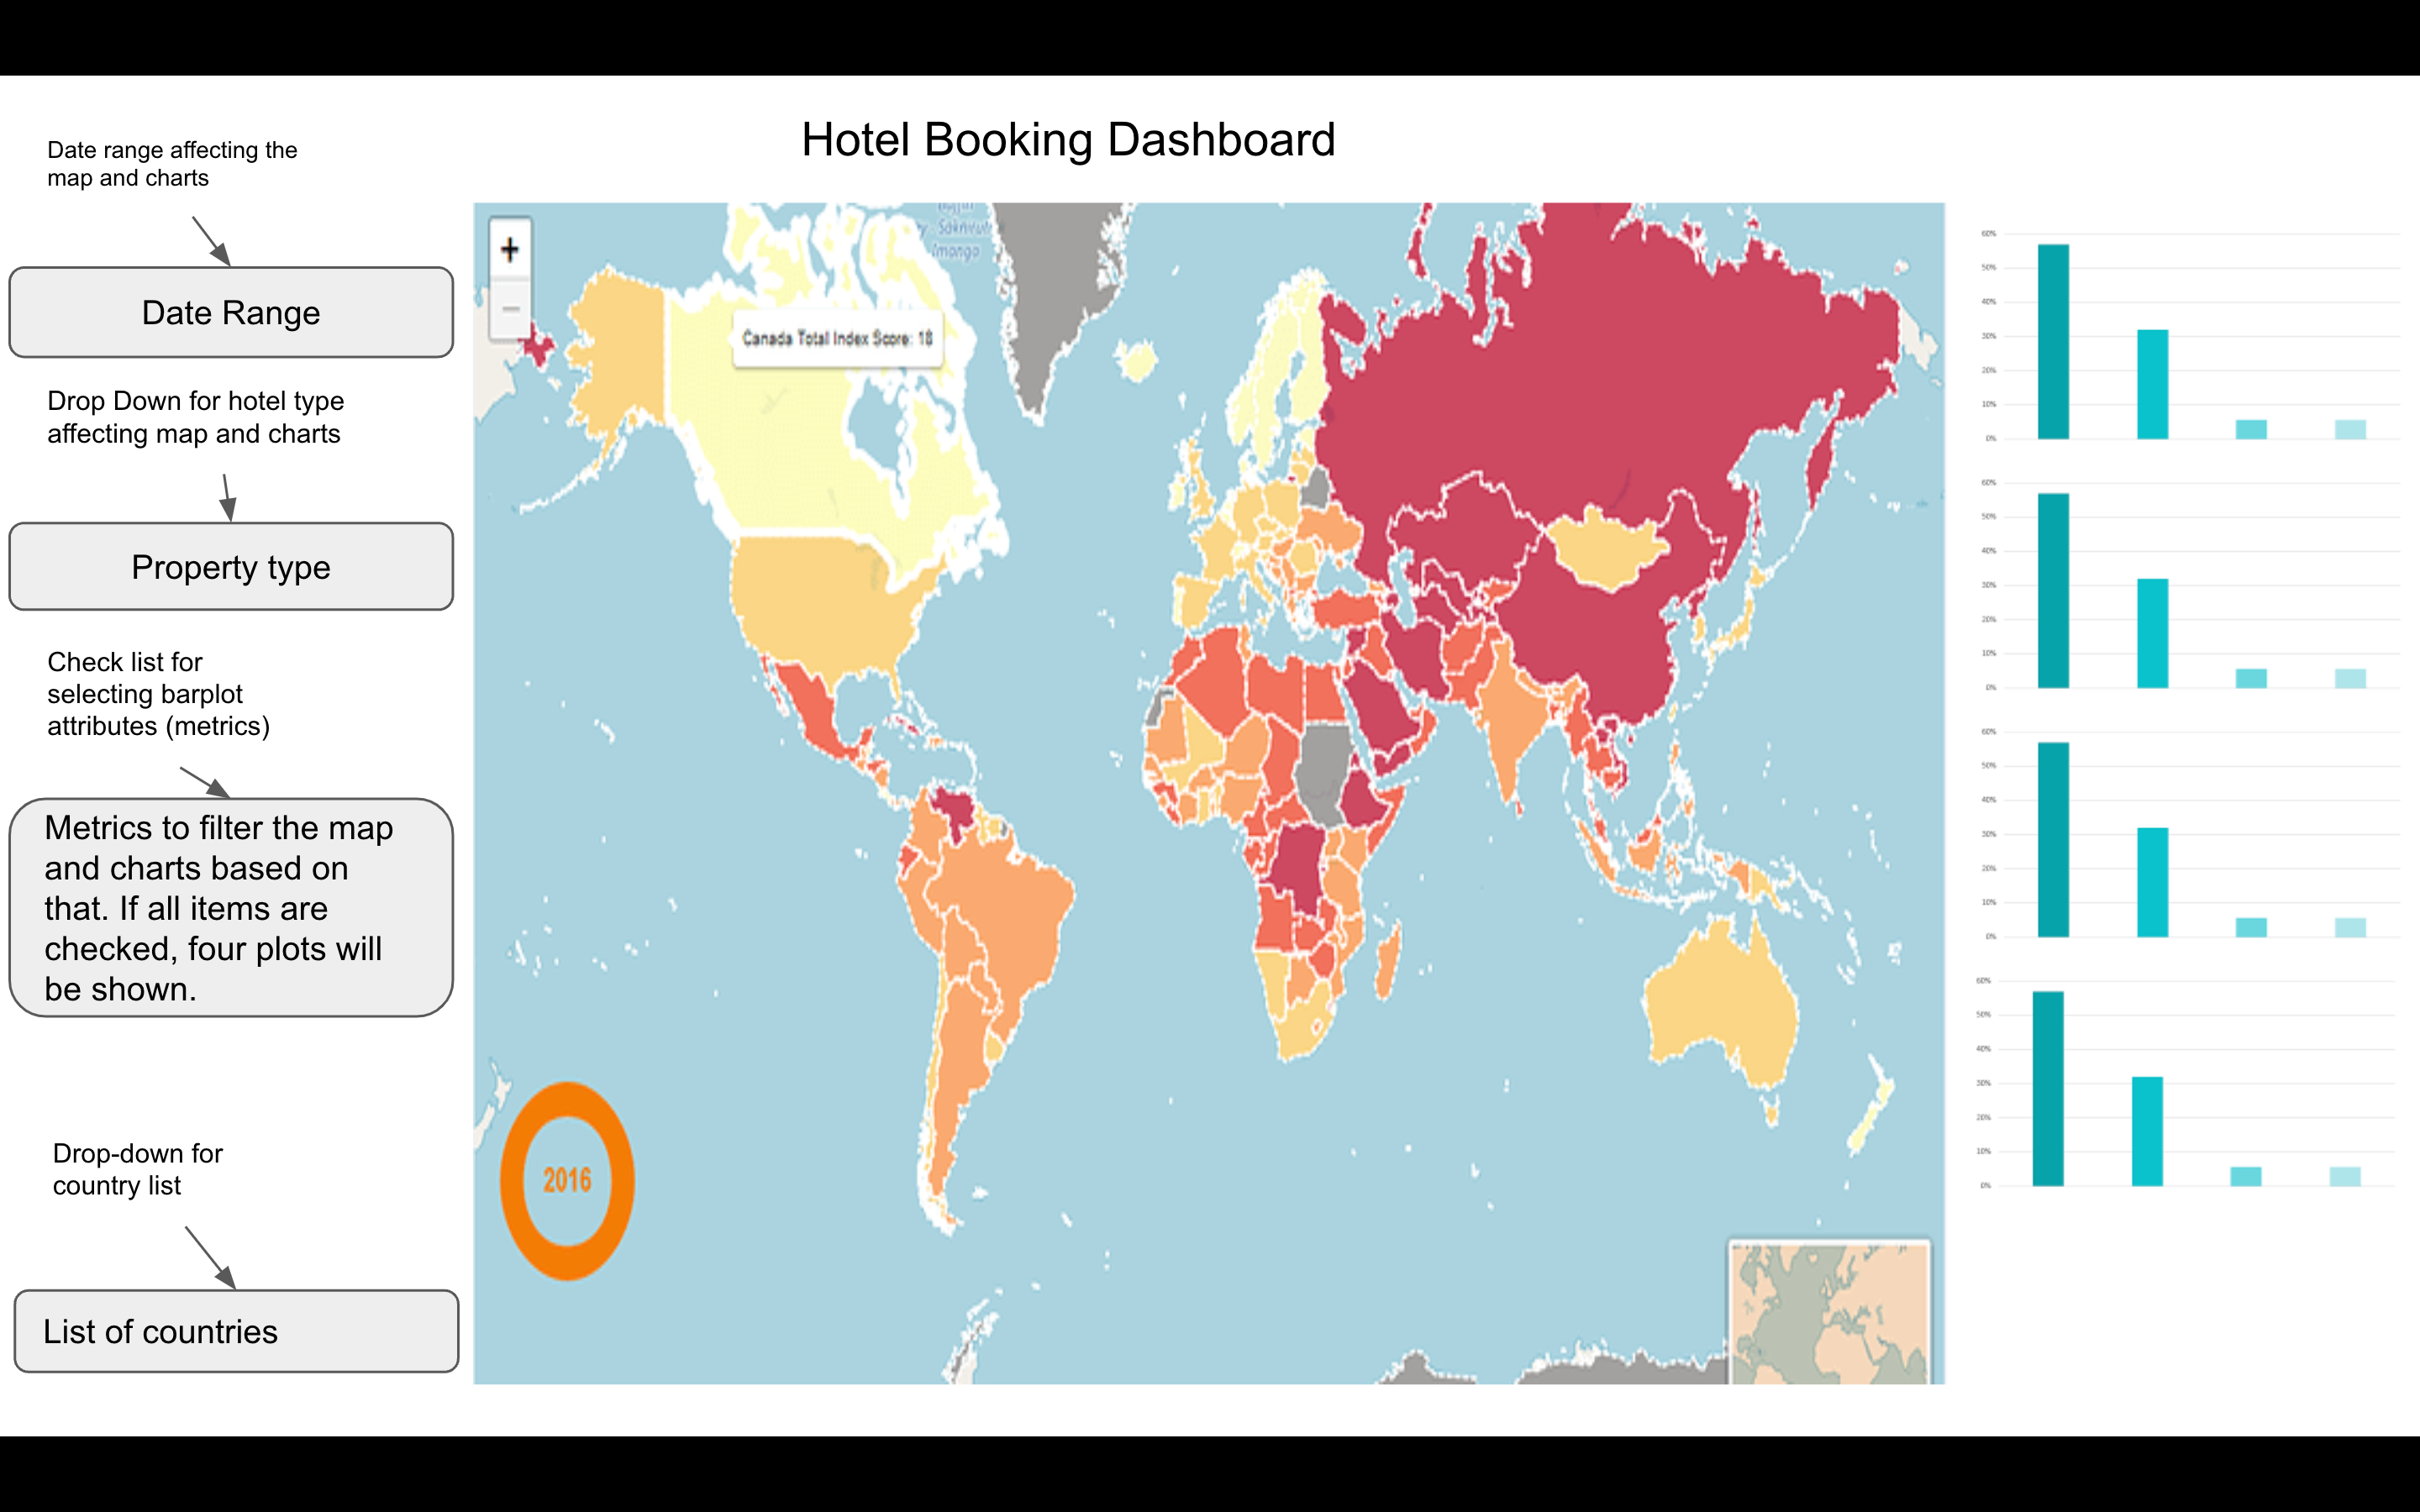 Hotel Booking Dashboard
Date range affecting the
map and charts
Date Range
Drop Down for hotel type
affecting map and charts
Property type
Check list for
selecting barplot
attributes (metrics)
Metrics to filter the map
and charts based on
that. If all items are
checked, four plots will
be shown.
Drop-down for
country list
List of countries
+
−
Imanga
Canada Total Index Score: 18
2016
60%
50%
40%
30%
20%
10%
0%
60%
50%
40%
30%
20%
10%
0%
60%
50%
40%
30%
20%
10%
0%
60%
50%
40%
30%
20%
10%
0%